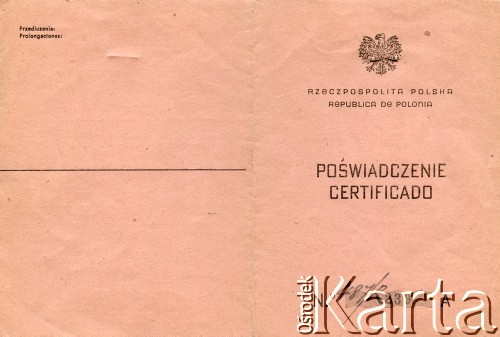 Przedłużenia:
Prolongaciones:
RZECZPOSPOLITA POLSKA
REPUBLICA DE POLONIA
POŚWIADCZENIE
CERTIFICADO
N.
A
Ośrodek
Karta